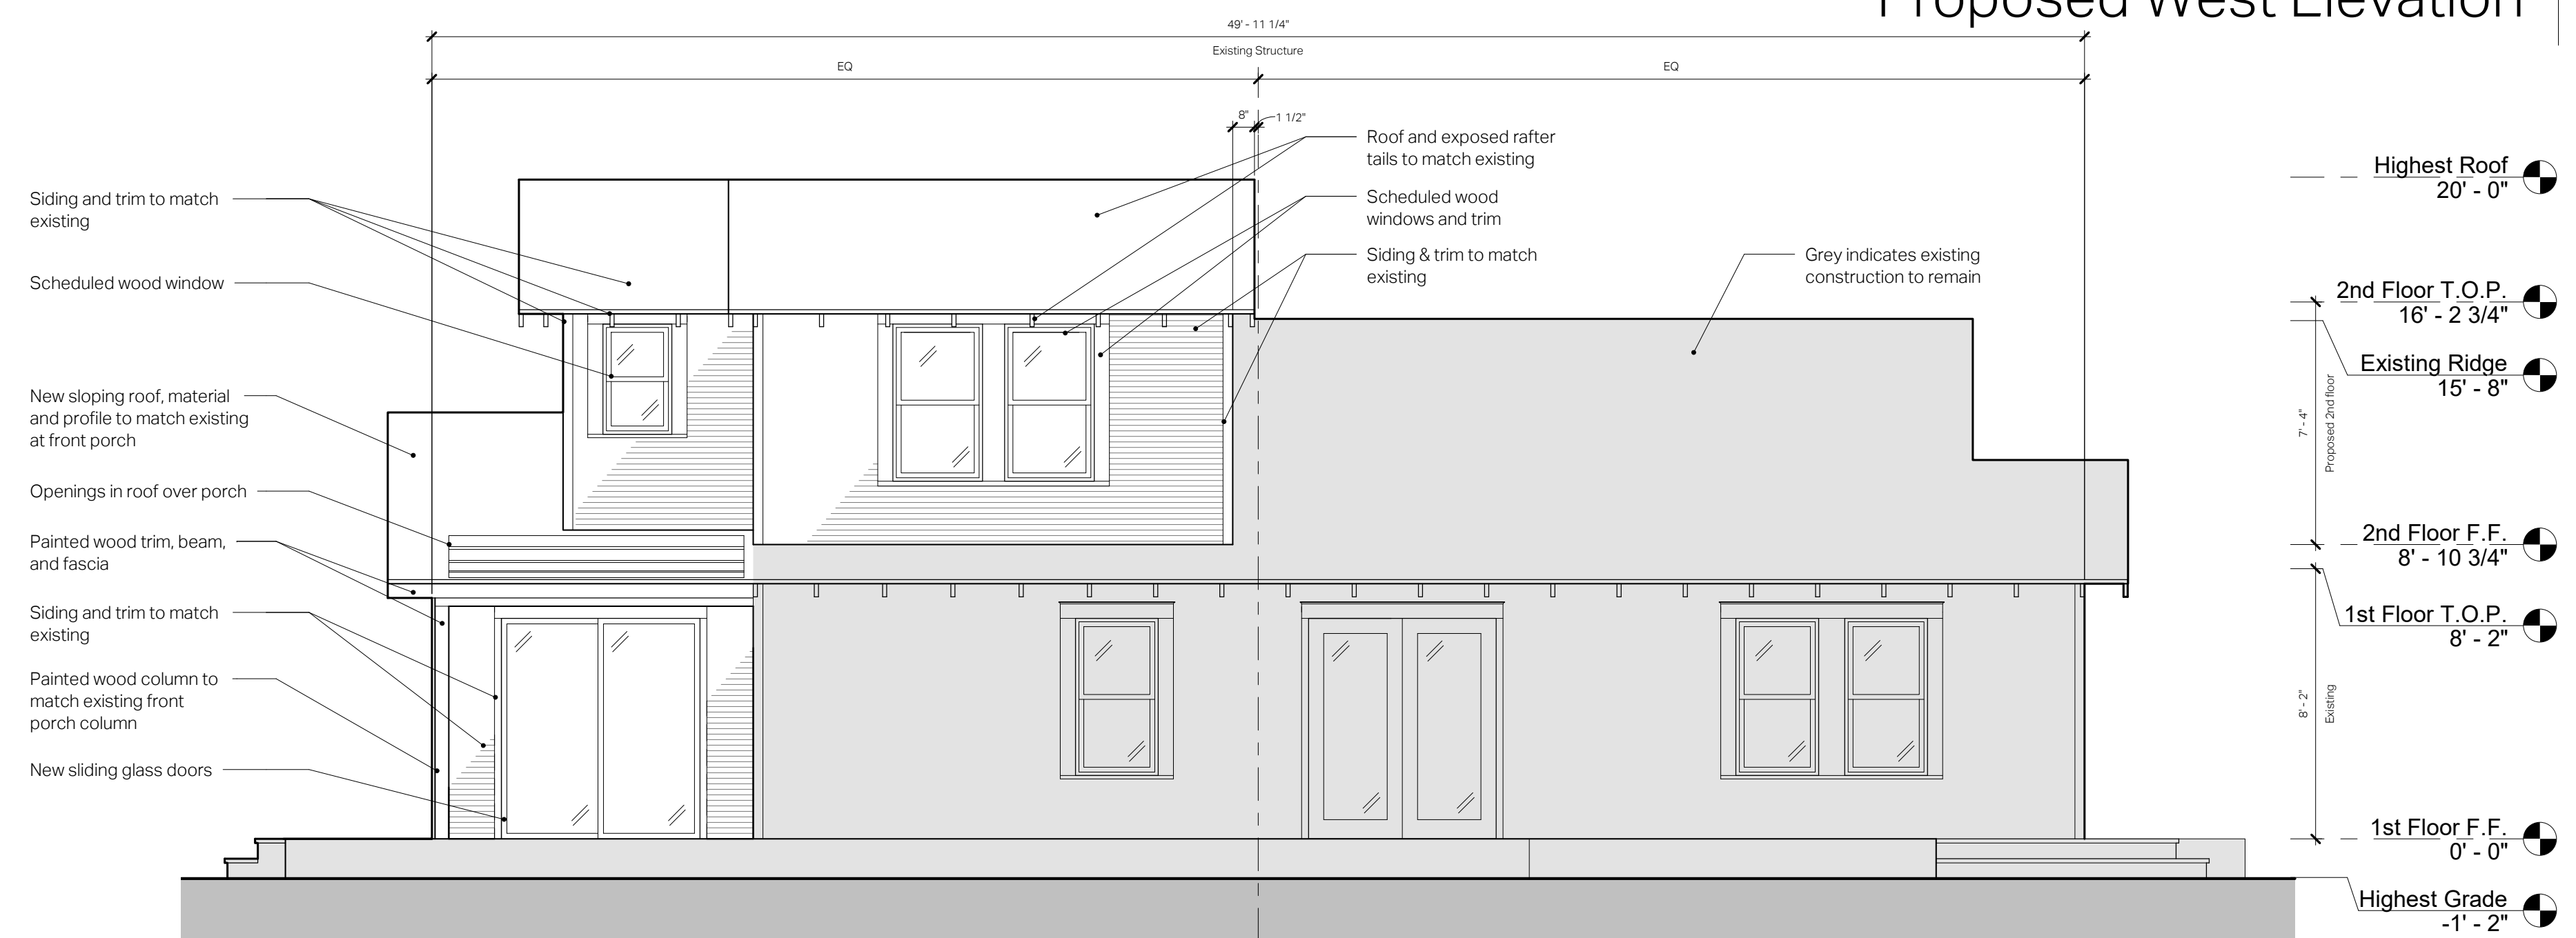 Proposed West Elevation
49' - 11 1/4"
Existing Structure
EQ
EQ
8"
1 1/2"
Roof and exposed rafter
tails to match existing
Scheduled wood
windows and trim
Siding & trim to match
existing
Grey indicates existing
construction to remain
Siding and trim to match
existing
Scheduled wood window
New sloping roof, material
and profile to match existing
at front porch
Openings in roof over porch
Painted wood trim, beam,
and fascia
Siding and trim to match
existing
Painted wood column to
match existing front
porch column
New sliding glass doors
Highest Roof
20' - 0"
2nd Floor T.O.P.
16' - 2 3/4"
Existing Ridge
15' - 8"
7' - 4"
Proposed 2nd floor
2nd Floor F.F.
8' - 10 3/4"
1st Floor T.O.P.
8' - 2"
8' - 2"
Existing
1st Floor F.F.
0' - 0"
Highest Grade
-1' - 2"